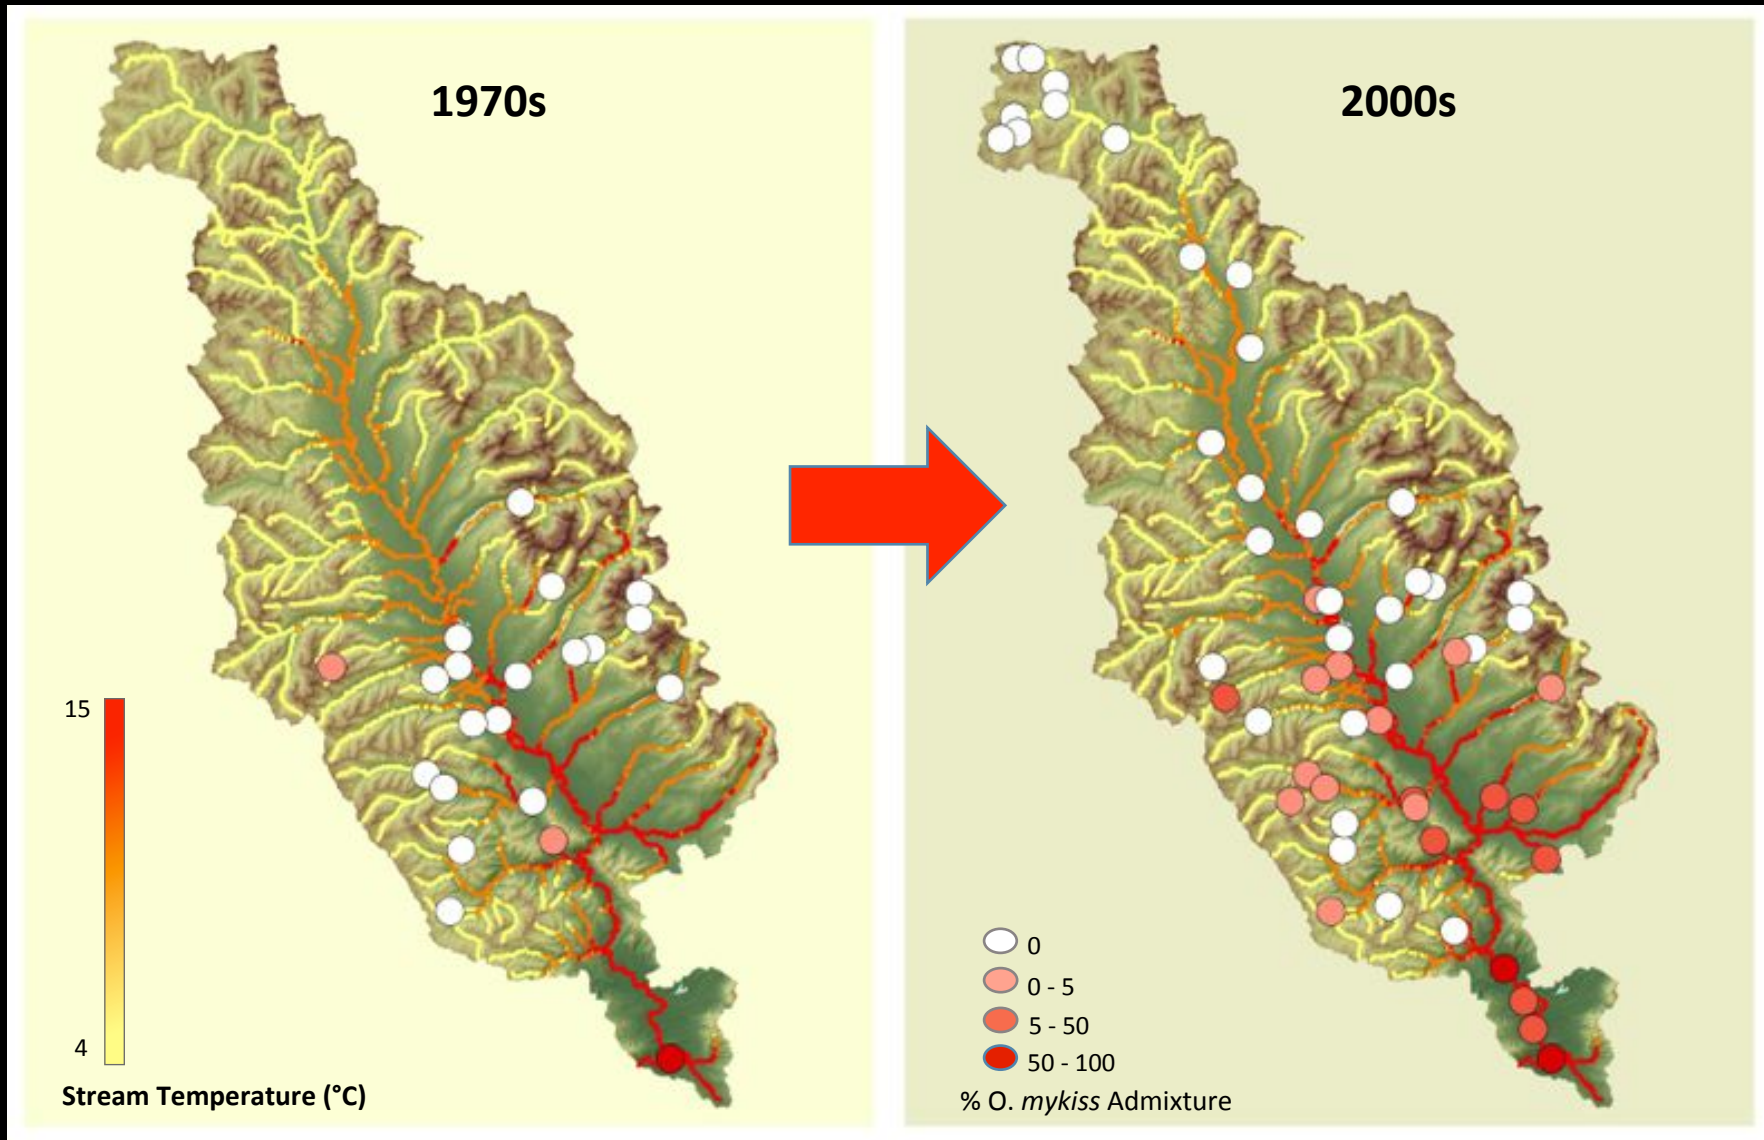 1970s
2000s
15
4
Stream Temperature (°C)
0
0 - 5
5 - 50
50 - 100
% O. mykiss Admixture